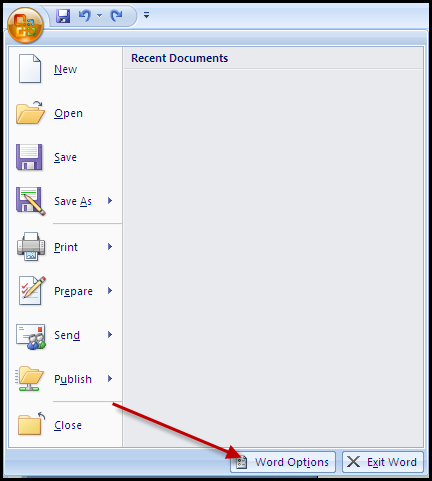 Recent Documents
New
Open
Save
Save As
Print
Prepare
Send
Publish
Close
Word Options
Exit Word